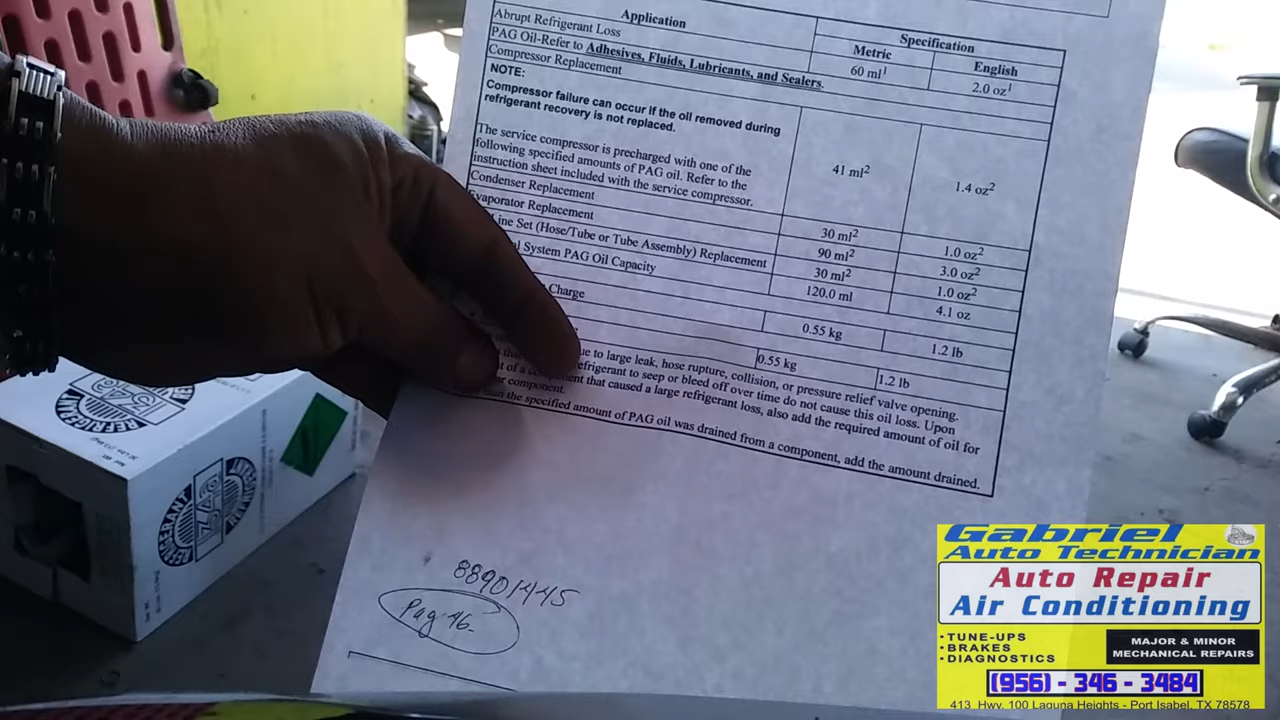 Application
Specification
Abrupt Refrigerant Loss
Metric
English
PAG Oil-Refer to Adhesives, Fluids, Lubricants, and Sealers.
60 ml1
2.0 oz1
Compressor Replacement
NOTE:
Compressor failure can occur if the oil removed during
refrigerant recovery is not replaced.
The service compressor is precharged with one of the
following specified amounts of PAG oil. Refer to the
instruction sheet included with the service compressor.
41 ml2
1.4 oz2
Condenser Replacement
30 ml2
1.0 oz2
Evaporator Replacement
90 ml2
3.0 oz2
Line Set (Hose/Tube or Tube Assembly) Replacement
30 ml2
1.0 oz2
System PAG Oil Capacity
120.0 ml
4.1 oz
Charge
0.55 kg
1.2 lb
0.55 kg
1.2 lb
to large leak, hose rupture, collision, or pressure relief valve opening.
refrigerant to seep or bleed off over time do not cause this oil loss. Upon
of a component that caused a large refrigerant loss, also add the required amount of oil for
component.
than the specified amount of PAG oil was drained from a component, add the amount drained.
88901445
Pag 46
REFRIGERANT
134a
REFRIGERANT
REFRIGERANT
134a
Gabriel
Auto Technician
Auto Repair
Air Conditioning
• TUNE-UPS
• BRAKES
• DIAGNOSTICS
MAJOR & MINOR
MECHANICAL REPAIRS
(956) - 346 - 3484
413 Hwy. 100 Laguna Heights - Port Isabel, TX 78578